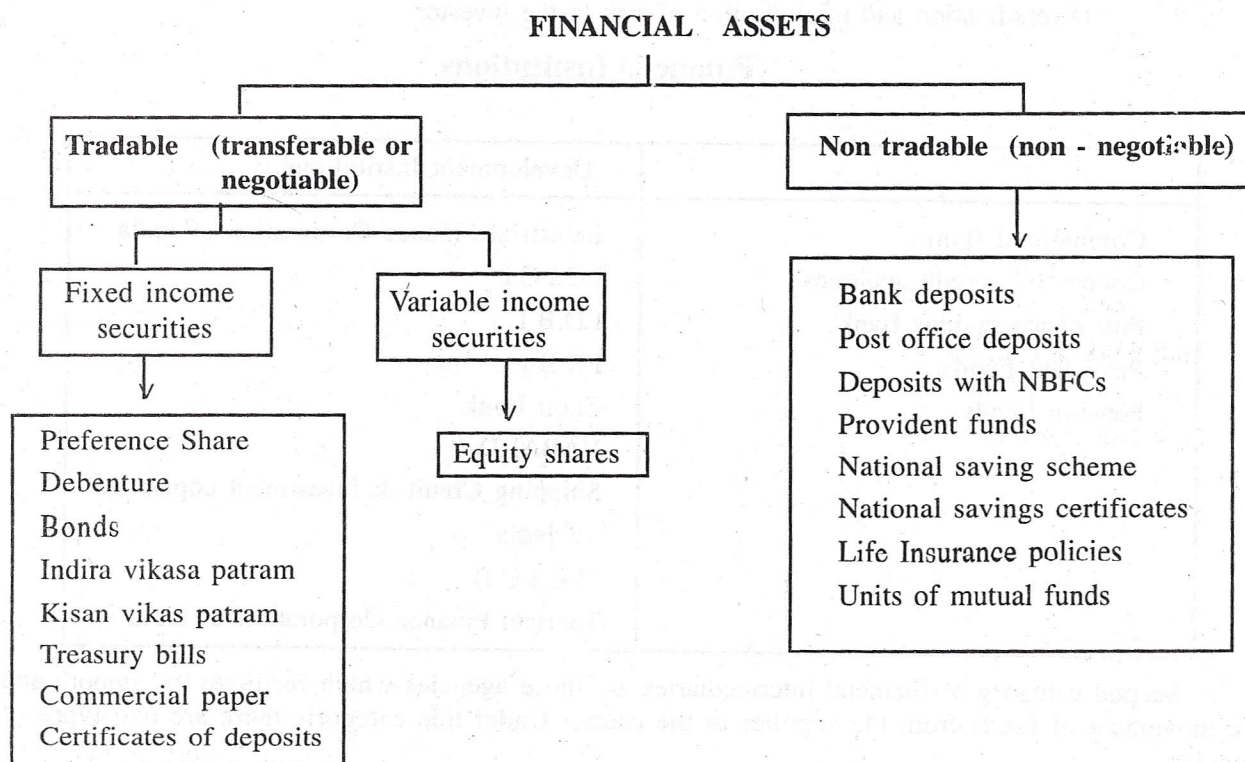 FINANCIAL ASSETS
Tradable (transferable or
negotiable)
Non tradable (non - negotiable)
Fixed income
securities
Variable income
securities
Preference Share
Debenture
Bonds
Indira vikasa patram
Kisan vikas patram
Treasury bills
Commercial paper
Certificates of deposits
Equity shares
Bank deposits
Post office deposits
Deposits with NBFCs
Provident funds
National saving scheme
National savings certificates
Life Insurance policies
Units of mutual funds